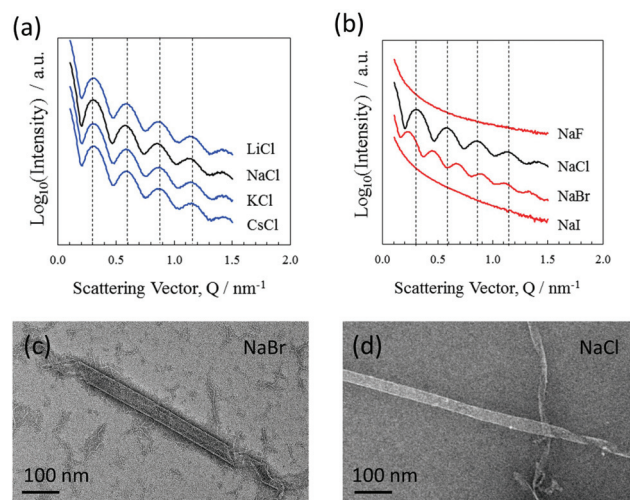 (a)
Log₁₀(Intensity) / a.u.
LiCl
NaCl
KCl
CsCl
0.0 0.5 1.0 1.5 2.0
Scattering Vector, Q / nm⁻¹
(b)
Log₁₀(Intensity) / a.u.
NaF
NaCl
NaBr
NaI
0.0 0.5 1.0 1.5 2.0
Scattering Vector, Q / nm⁻¹
(c) NaBr
100 nm
(d) NaCl
100 nm